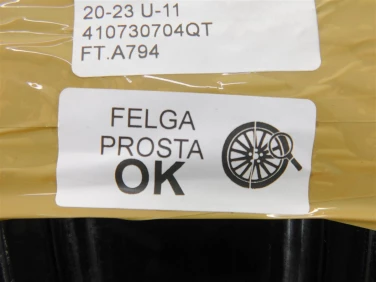 20-23 U-11
410730704QT
FT.A794
FELGA
PROSTA
OK